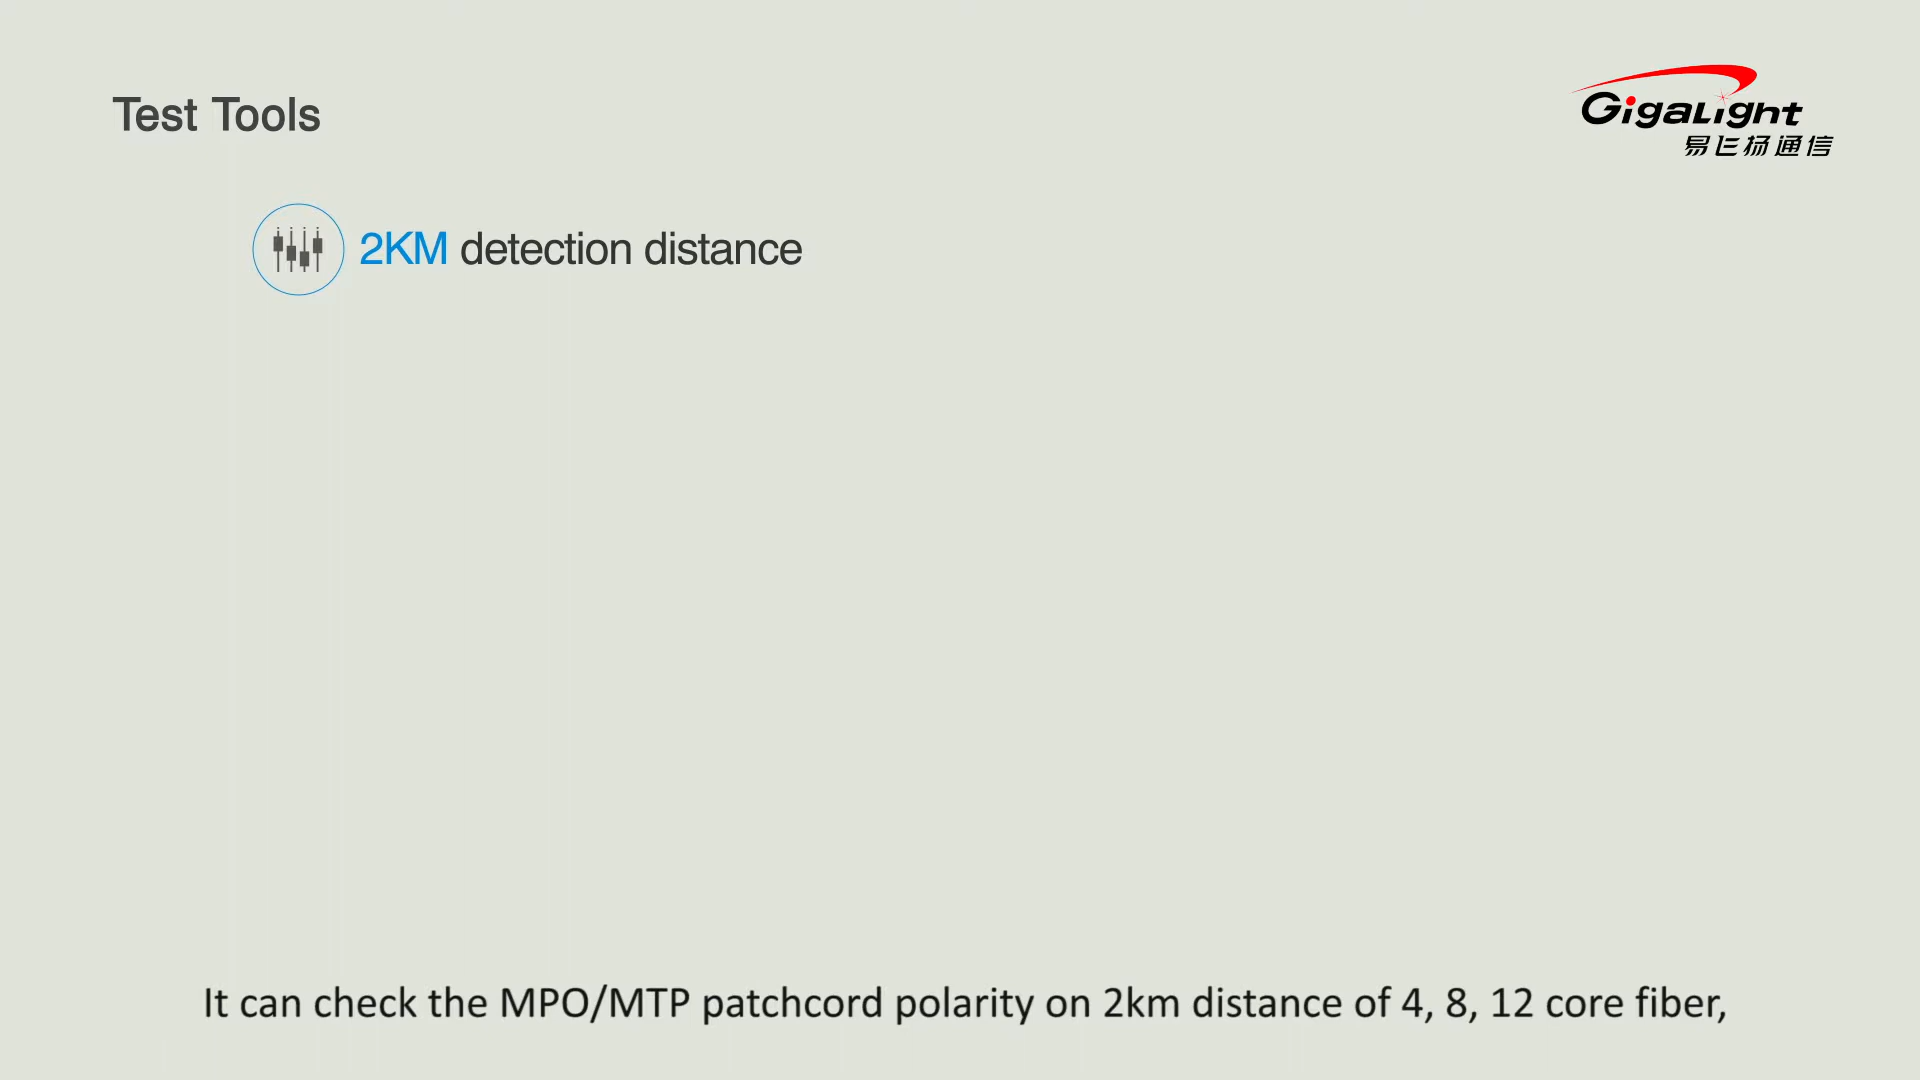 Test Tools
GigaLight
易飞扬通信
2KM detection distance
It can check the MPO/MTP patchcord polarity on 2km distance of 4, 8, 12 core fiber,